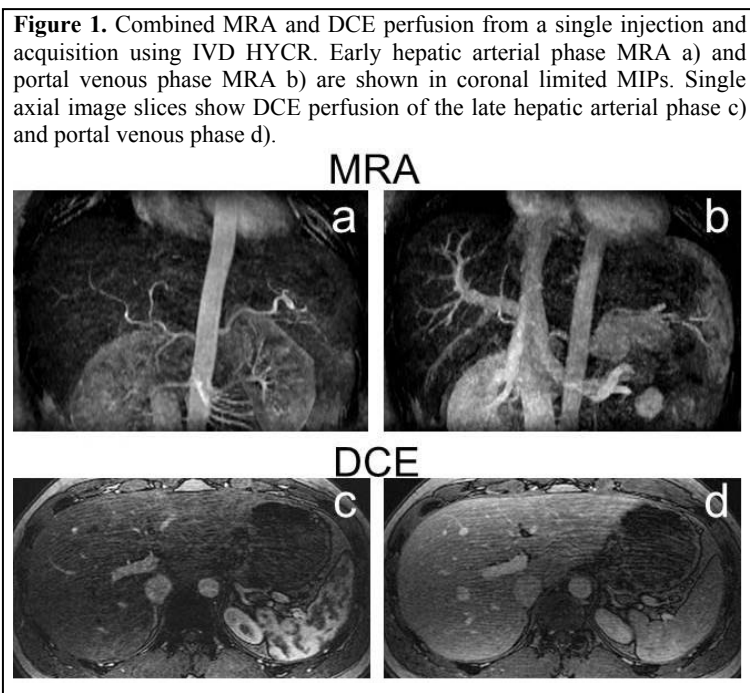 Figure 1. Combined MRA and DCE perfusion from a single injection and
acquisition using IVD HYCR. Early hepatic arterial phase MRA a) and
portal venous phase MRA b) are shown in coronal limited MIPs. Single
axial image slices show DCE perfusion of the late hepatic arterial phase c)
and portal venous phase d).
MRA
a b
DCE
c d